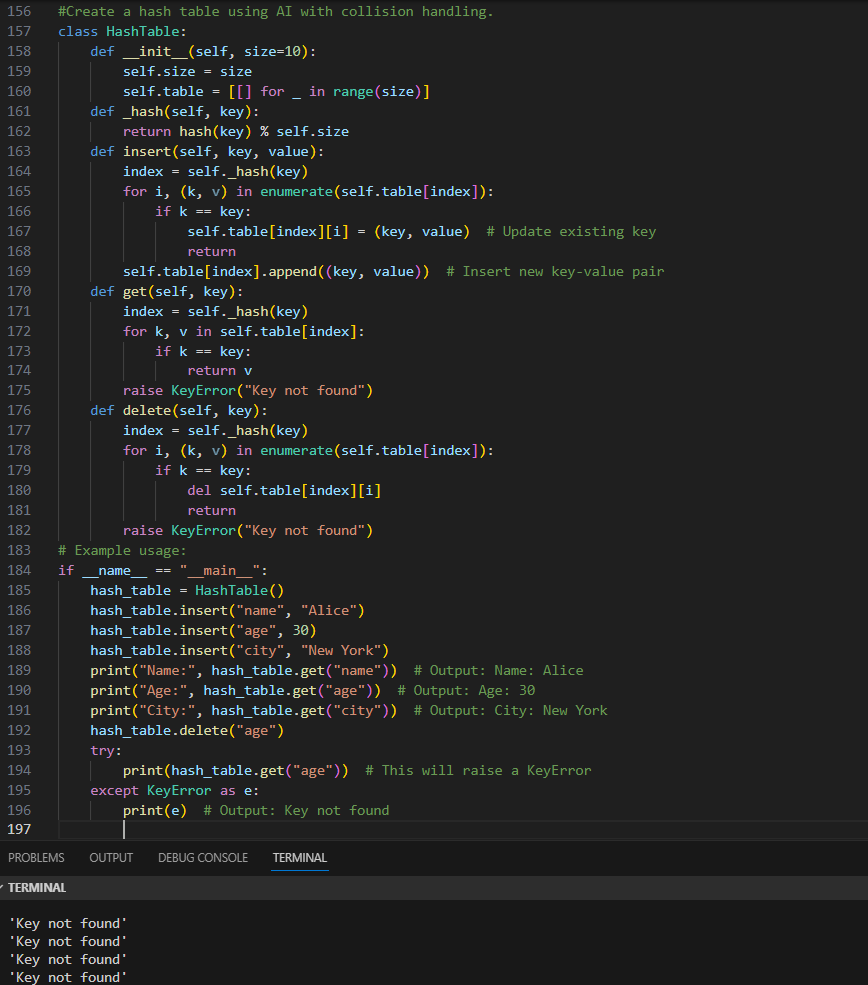 156 #Create a hash table using AI with collision handling.
157 class HashTable:
158     def __init__(self, size=10):
159         self.size = size
160         self.table = [[] for _ in range(size)]
161     def _hash(self, key):
162         return hash(key) % self.size
163     def insert(self, key, value):
164         index = self._hash(key)
165         for i, (k, v) in enumerate(self.table[index]):
166             if k == key:
167                 self.table[index][i] = (key, value)  # Update existing key
168                 return
169         self.table[index].append((key, value))  # Insert new key-value pair
170     def get(self, key):
171         index = self._hash(key)
172         for k, v in self.table[index]:
173             if k == key:
174                 return v
175         raise KeyError("Key not found")
176     def delete(self, key):
177         index = self._hash(key)
178         for i, (k, v) in enumerate(self.table[index]):
179             if k == key:
180                 del self.table[index][i]
181                 return
182         raise KeyError("Key not found")
183 # Example usage:
184 if __name__ == "__main__":
185     hash_table = HashTable()
186     hash_table.insert("name", "Alice")
187     hash_table.insert("age", 30)
188     hash_table.insert("city", "New York")
189     print("Name:", hash_table.get("name"))  # Output: Name: Alice
190     print("Age:", hash_table.get("age"))  # Output: Age: 30
191     print("City:", hash_table.get("city"))  # Output: City: New York
192     hash_table.delete("age")
193     try:
194         print(hash_table.get("age"))  # This will raise a KeyError
195     except KeyError as e:
196         print(e)  # Output: Key not found
197
PROBLEMS OUTPUT DEBUG CONSOLE TERMINAL
TERMINAL
'Key not found'
'Key not found'
'Key not found'
'Key not found'